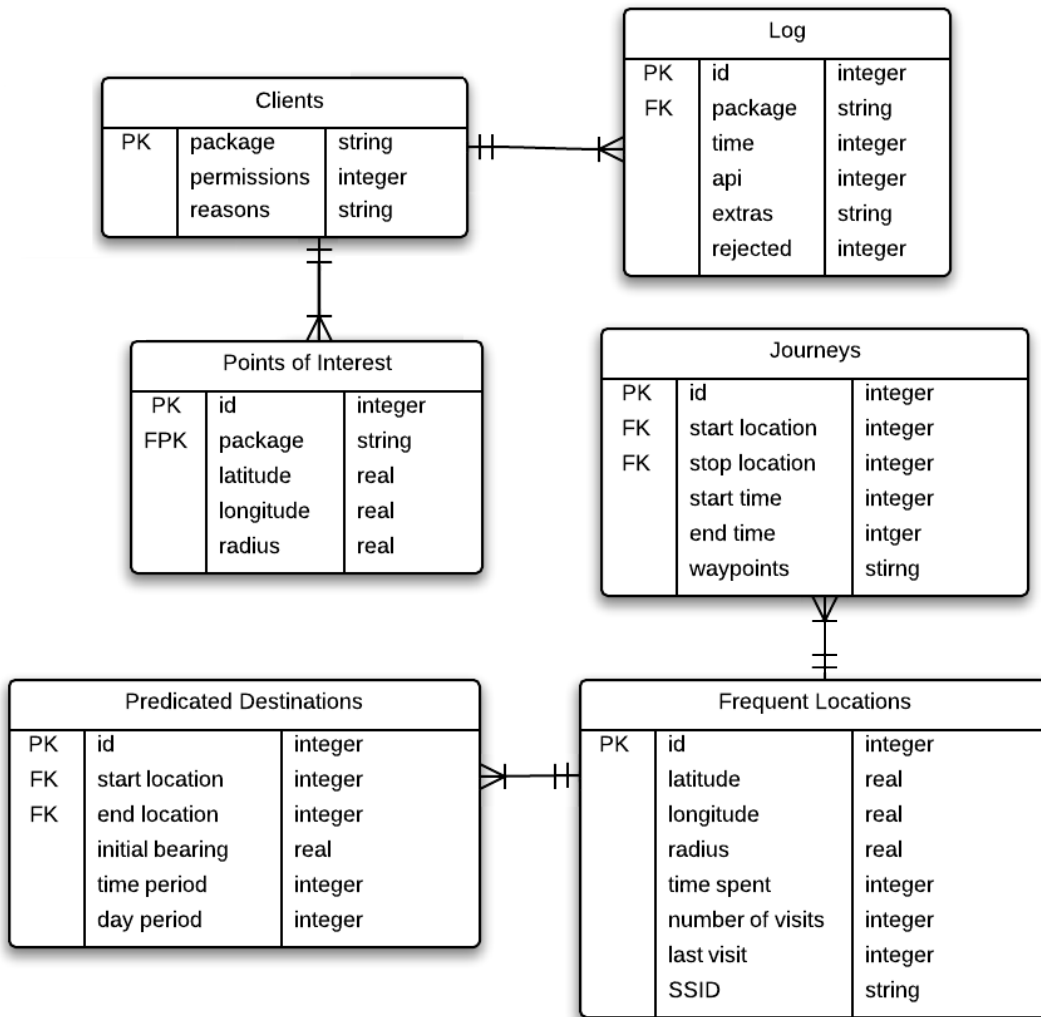 Log
PK id integer
FK package string
time integer
api integer
extras string
rejected integer
Clients
PK package string
permissions integer
reasons string
Points of Interest
PK id integer
FPK package string
latitude real
longitude real
radius real
Journeys
PK id integer
FK start location integer
FK stop location integer
start time integer
end time intger
waypoints stirng
Predicated Destinations
PK id integer
FK start location integer
FK end location integer
initial bearing real
time period integer
day period integer
Frequent Locations
PK id integer
latitude real
longitude real
radius real
time spent integer
number of visits integer
last visit integer
SSID string